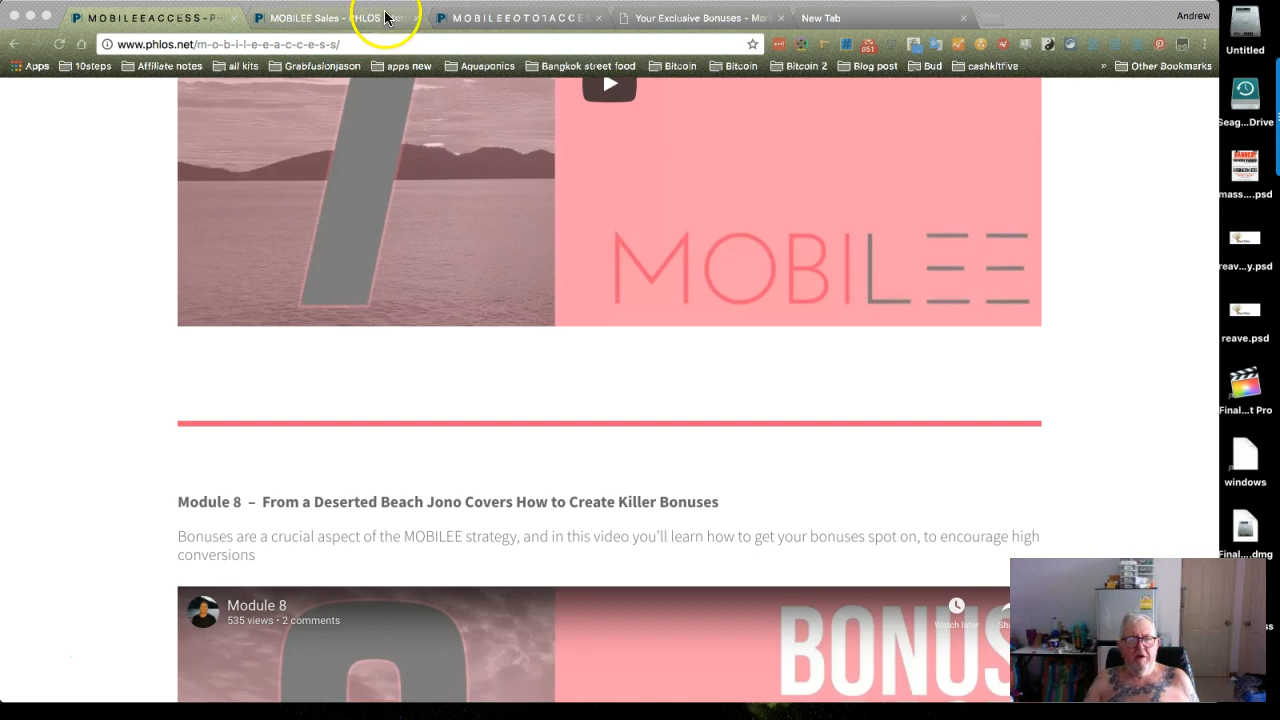 M O B I L E E A C C E S S - PH
MOBILEE Sales - PHLOS
M O B I L E E O T O 1 A C C E
Your Exclusive Bonuses - Mar
New Tab
Andrew
www.phlos.net/m-o-b-i-l-e-e-a-c-c-e-s-s/
651
Apps
10steps
Affiliate notes
all kits
Grabfusionjason
apps new
Aquaponics
Bangkok street food
Bitcoin
Bitcoin
Bitcoin 2
Blog post
Bud
cashkitfive
»
Other Bookmarks
Untitled
Seag...Drive
mass....psd
reav...y.psd
reave.psd
Final...t Pro
windows
Final....dmg
MOBILEE
Module 8 – From a Deserted Beach Jono Covers How to Create Killer Bonuses
Bonuses are a crucial aspect of the MOBILEE strategy, and in this video you'll learn how to get your bonuses spot on, to encourage high
conversions
Module 8
535 views • 2 comments
Watch later
BONUS